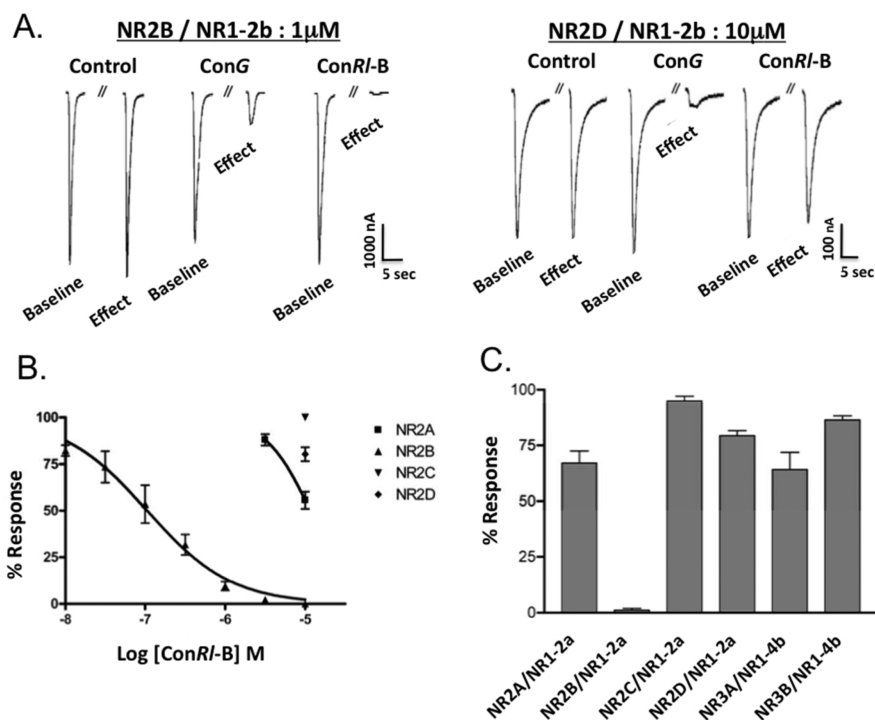 A.
NR2B / NR1-2b : 1µM
Control ConG ConRl-B
// // //
Baseline Effect Baseline Effect Baseline Effect
1000 nA
5 sec
NR2D / NR1-2b : 10µM
Control ConG ConRl-B
// // //
Baseline Effect Baseline Effect Baseline Effect
100 nA
5 sec
B.
% Response
100
75
50
25
0
-8 -7 -6 -5
Log [ConRl-B] M
NR2A
NR2B
NR2C
NR2D
C.
% Response
100
75
50
25
0
NR2A/NR1-2a
NR2B/NR1-2a
NR2C/NR1-2a
NR2D/NR1-2a
NR3A/NR1-4b
NR3B/NR1-4b